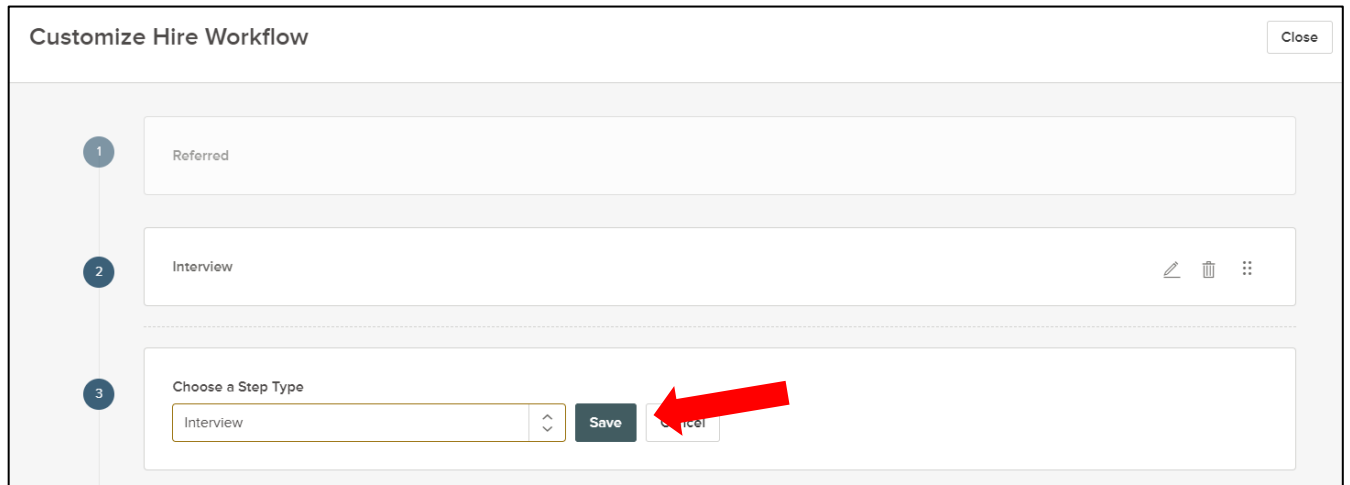 Customize Hire Workflow
Close
1
Referred
2
Interview
3
Choose a Step Type
Interview
Save